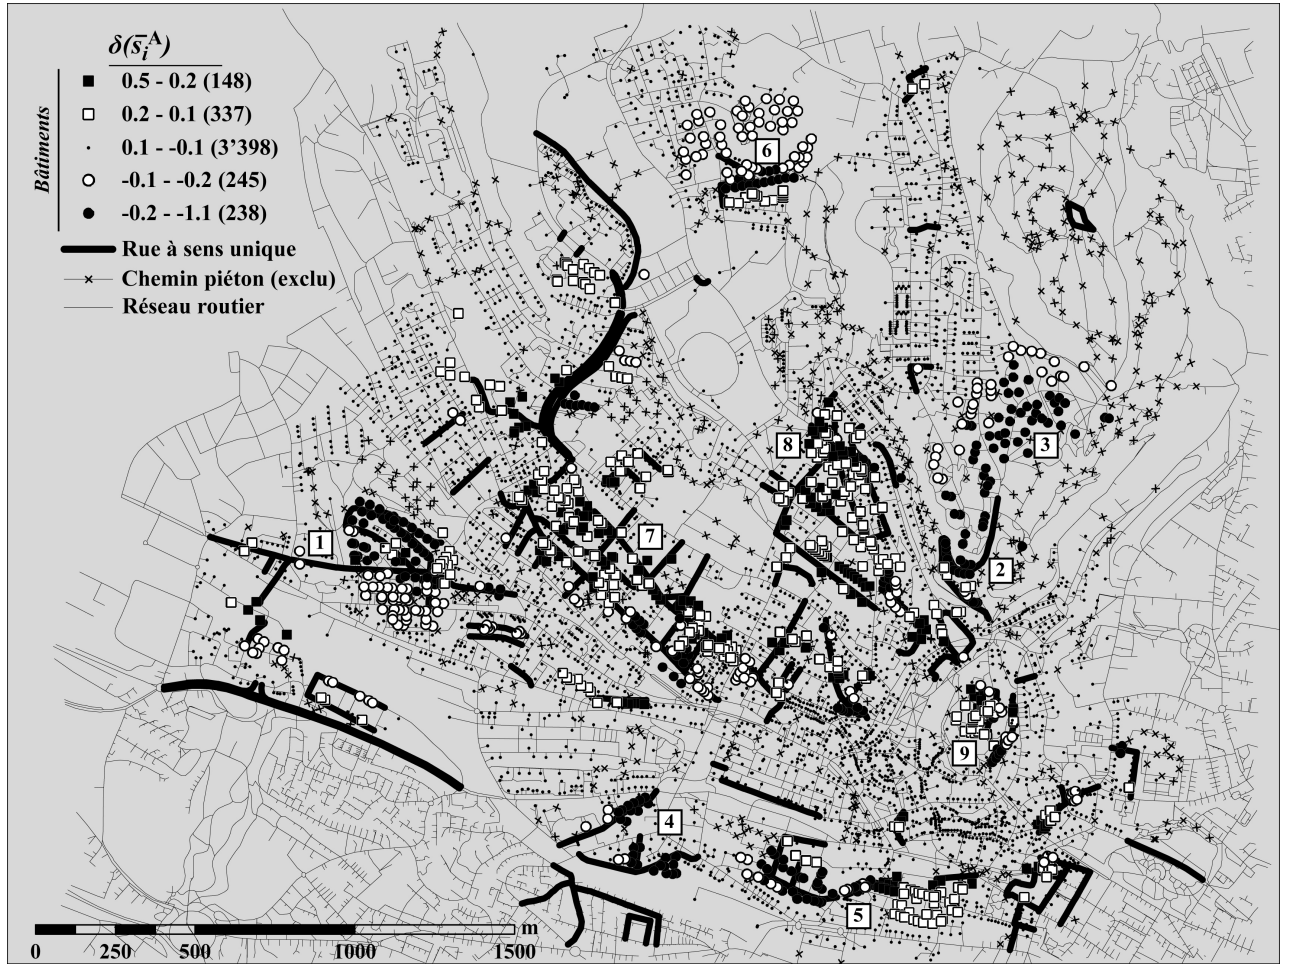 δ(s̄ᵢᴬ)
Bâtiments
0.5 - 0.2 (148)
0.2 - 0.1 (337)
0.1 - -0.1 (3’398)
-0.1 - -0.2 (245)
-0.2 - -1.1 (238)
Rue à sens unique
Chemin piéton (exclu)
Réseau routier
6
3
8
1
7
2
9
4
5
m
0 250 500 1000 1500